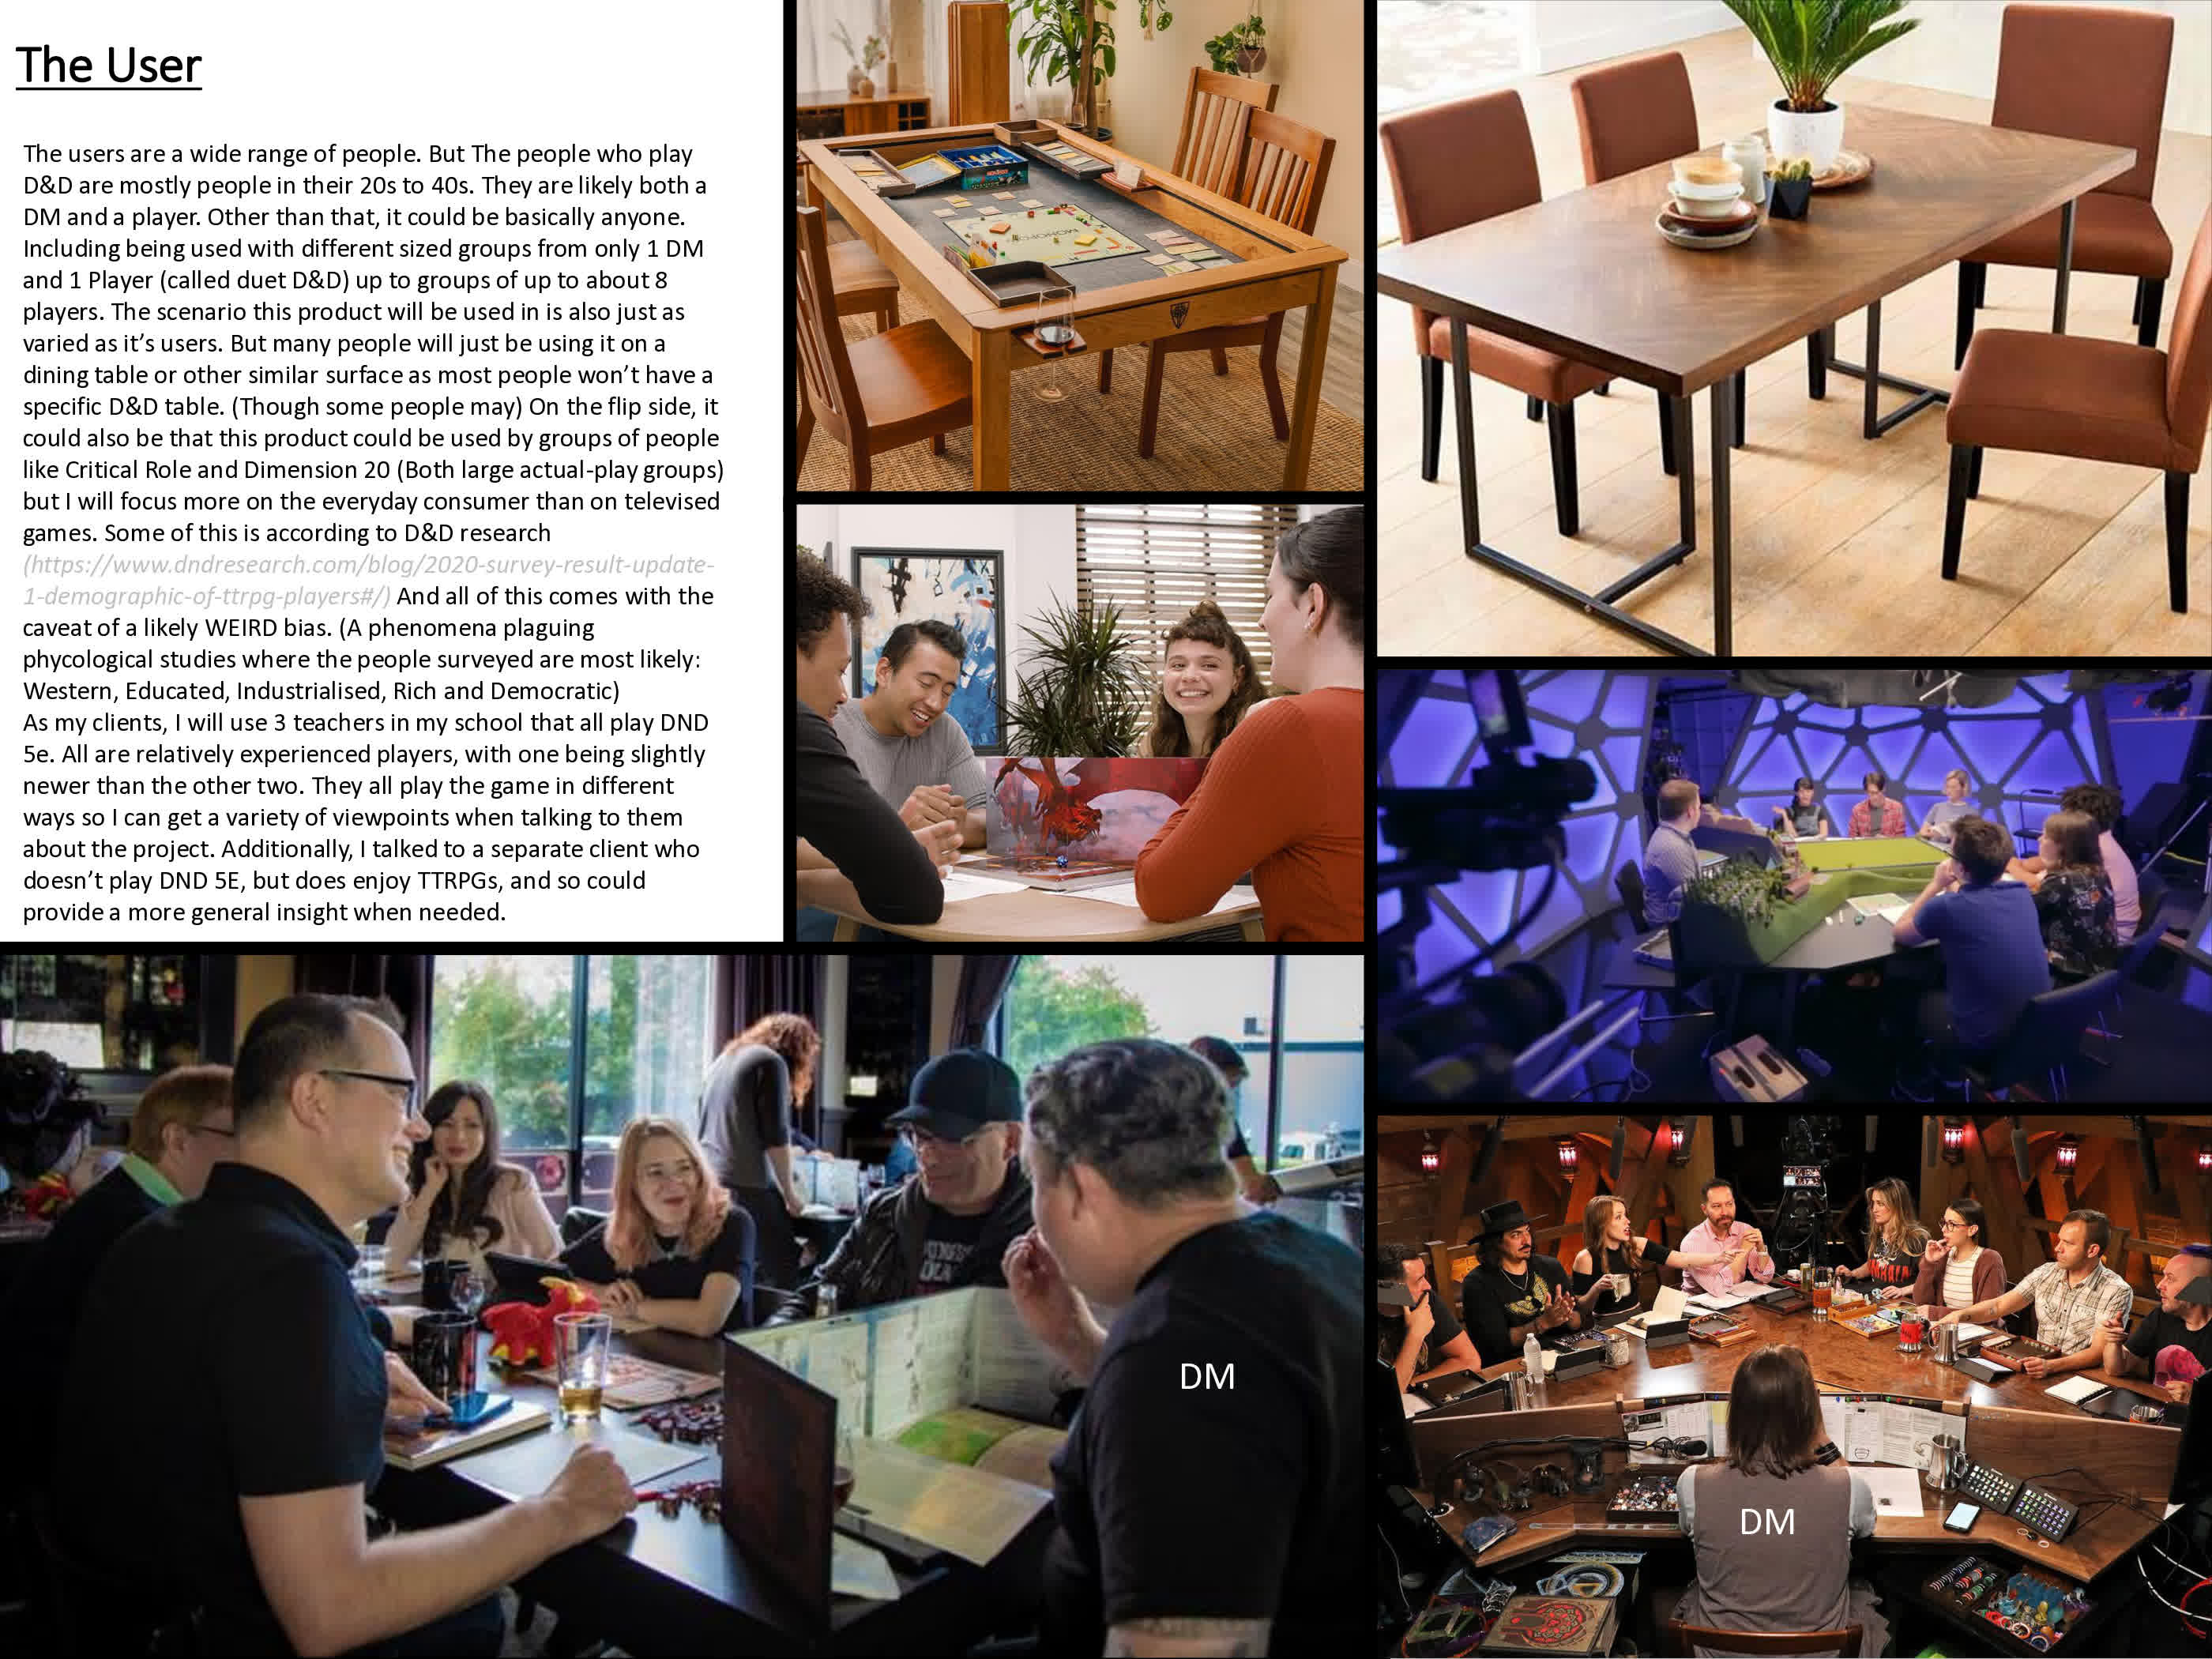 The User
The users are a wide range of people. But The people who play
D&D are mostly people in their 20s to 40s. They are likely both a
DM and a player. Other than that, it could be basically anyone.
Including being used with different sized groups from only 1 DM
and 1 Player (called duet D&D) up to groups of up to about 8
players. The scenario this product will be used in is also just as
varied as it’s users. But many people will just be using it on a
dining table or other similar surface as most people won’t have a
specific D&D table. (Though some people may) On the flip side, it
could also be that this product could be used by groups of people
like Critical Role and Dimension 20 (Both large actual-play groups)
but I will focus more on the everyday consumer than on televised
games. Some of this is according to D&D research
(https://www.dndresearch.com/blog/2020-survey-result-update-
1-demographic-of-ttrpg-players#/) And all of this comes with the
caveat of a likely WEIRD bias. (A phenomena plaguing
phycological studies where the people surveyed are most likely:
Western, Educated, Industrialised, Rich and Democratic)
As my clients, I will use 3 teachers in my school that all play DND
5e. All are relatively experienced players, with one being slightly
newer than the other two. They all play the game in different
ways so I can get a variety of viewpoints when talking to them
about the project. Additionally, I talked to a separate client who
doesn’t play DND 5E, but does enjoy TTRPGs, and so could
provide a more general insight when needed.
MONOPOLY
DM
DM